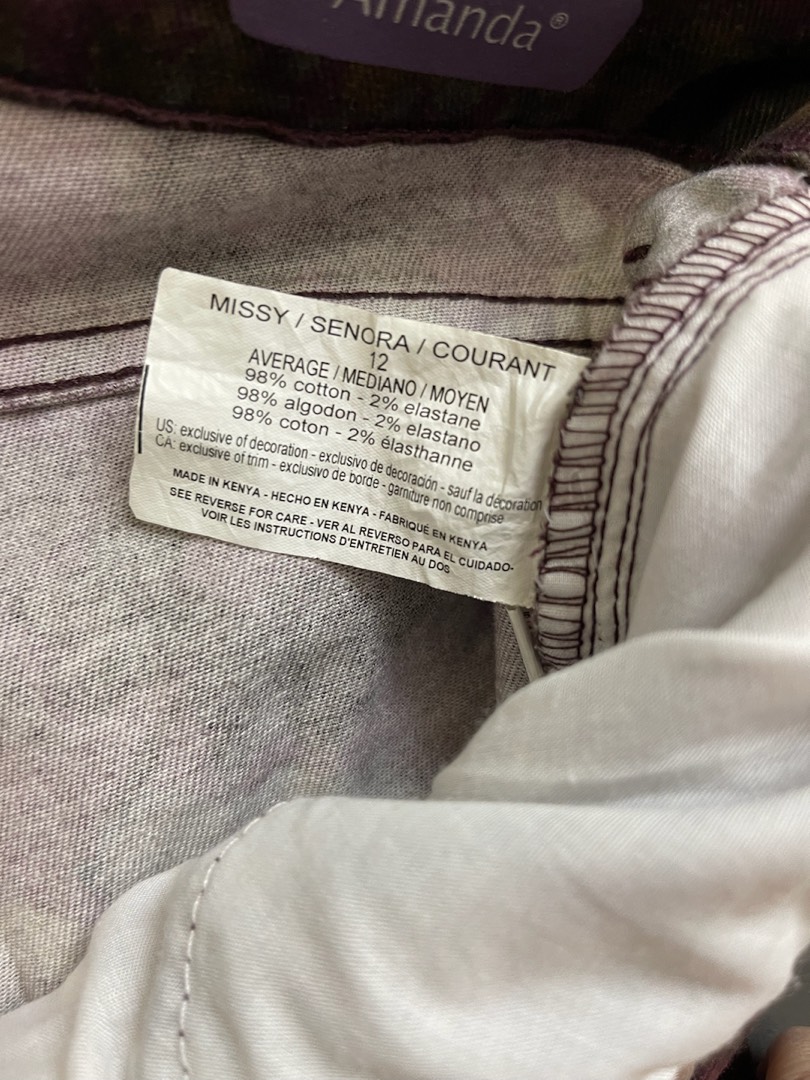 Amanda®
MISSY / SENORA / COURANT
12
AVERAGE / MEDIANO / MOYEN
98% cotton - 2% elastane
98% algodon - 2% elastano
98% coton - 2% élasthanne
US: exclusive of decoration - exclusivo de decoración - sauf la décoration
CA: exclusive of trim - exclusivo de borde - garniture non comprise
MADE IN KENYA - HECHO EN KENYA - FABRIQUÉ EN KENYA
SEE REVERSE FOR CARE - VER AL REVERSO PARA EL CUIDADO-
VOIR LES INSTRUCTIONS D'ENTRETIEN AU DOS